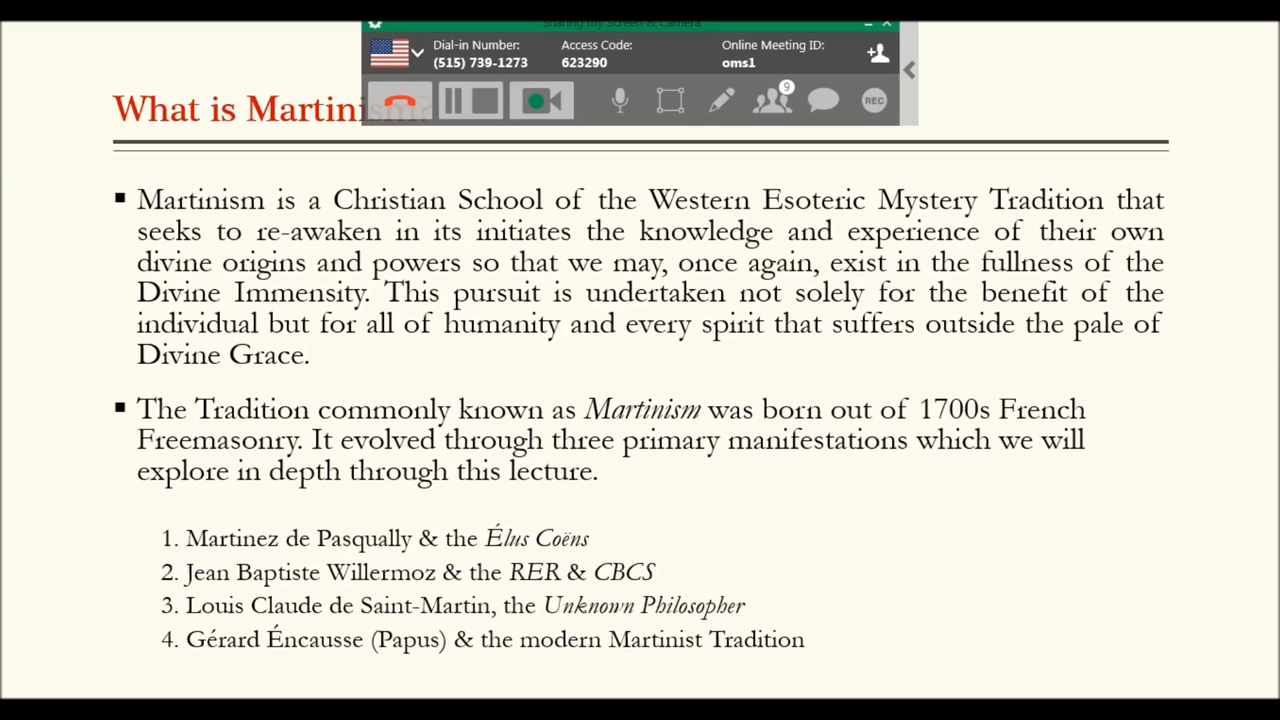 Sharing my Screen & Camera
Dial-in Number: Access Code: Online Meeting ID:
(515) 739-1273 623290 oms1
9
REC
What is Martinism?
▪ Martinism is a Christian School of the Western Esoteric Mystery Tradition that
seeks to re-awaken in its initiates the knowledge and experience of their own
divine origins and powers so that we may, once again, exist in the fullness of the
Divine Immensity. This pursuit is undertaken not solely for the benefit of the
individual but for all of humanity and every spirit that suffers outside the pale of
Divine Grace.
▪ The Tradition commonly known as Martinism was born out of 1700s French
Freemasonry. It evolved through three primary manifestations which we will
explore in depth through this lecture.
1. Martinez de Pasqually & the Élus Coëns
2. Jean Baptiste Willermoz & the RER & CBCS
3. Louis Claude de Saint-Martin, the Unknown Philosopher
4. Gérard Éncausse (Papus) & the modern Martinist Tradition